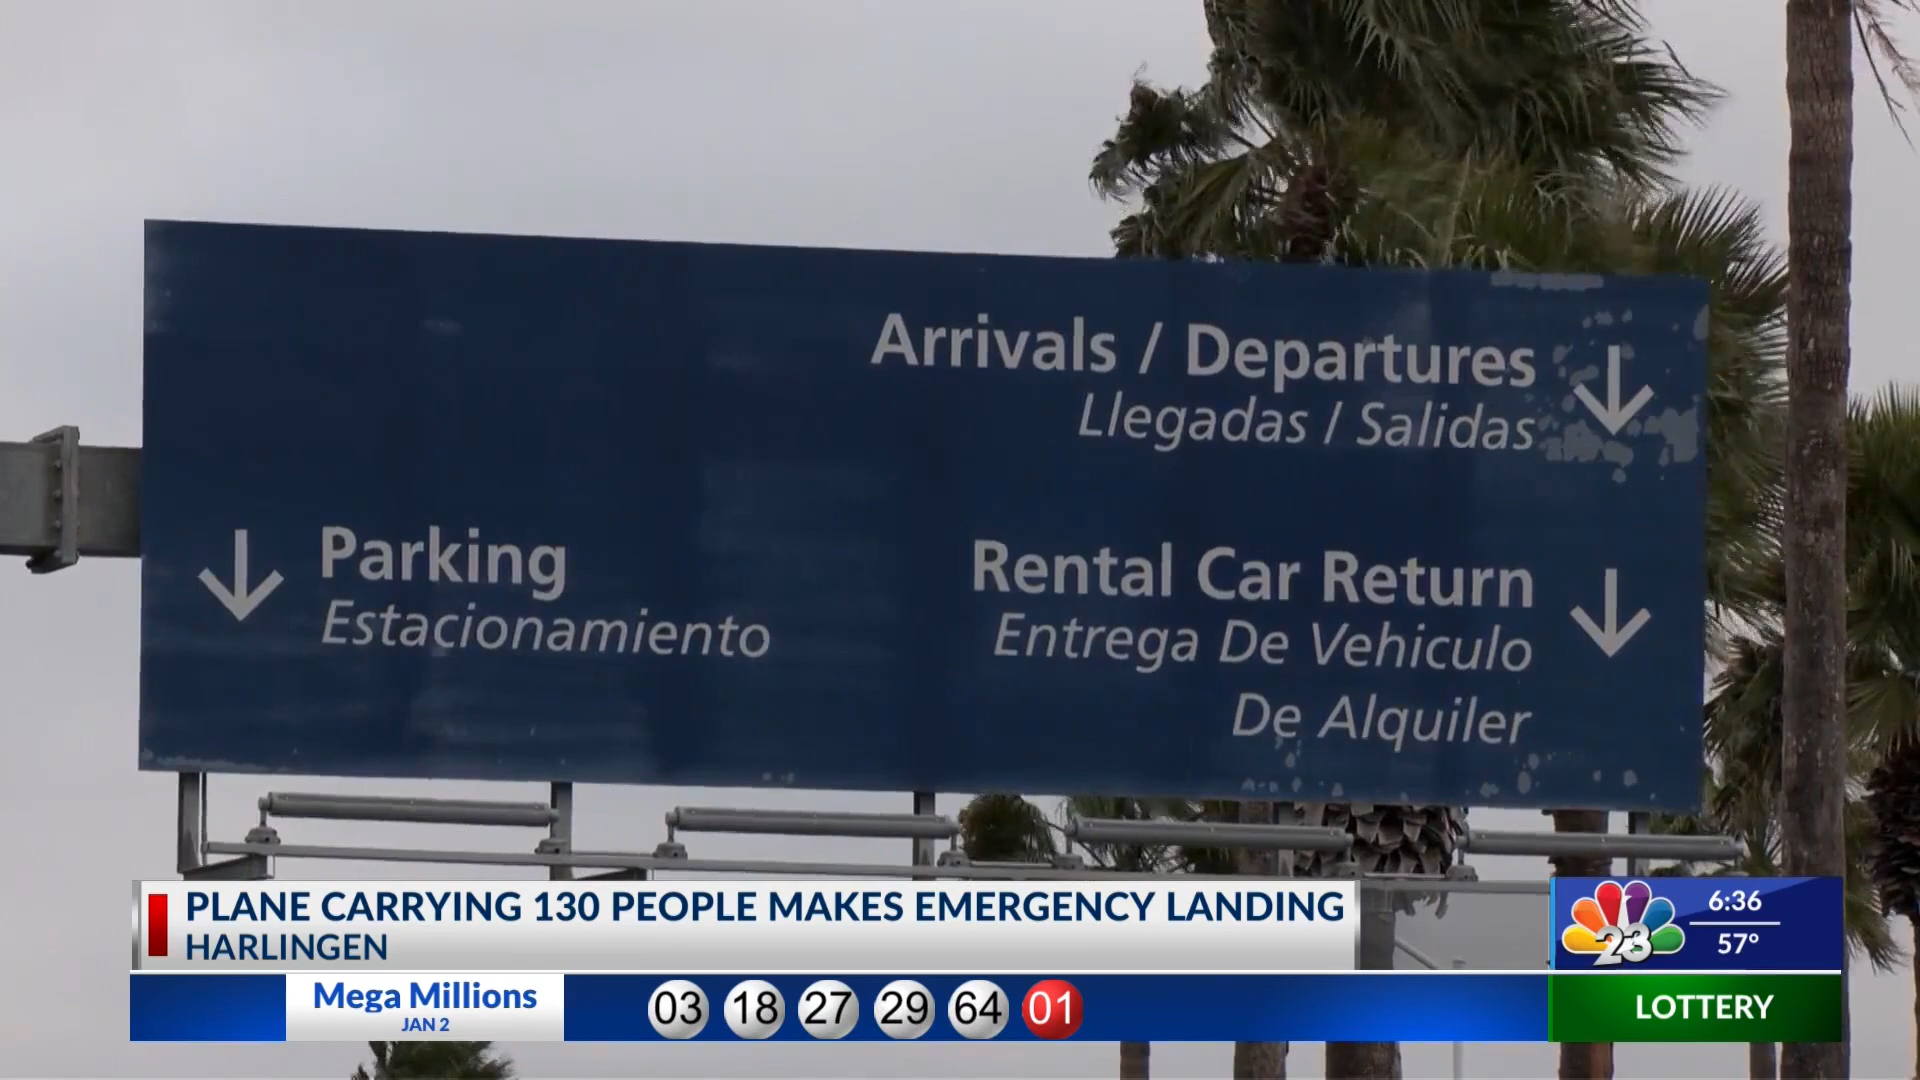 Arrivals / Departures
Llegadas / Salidas
Parking
Estacionamiento
Rental Car Return
Entrega De Vehiculo
De Alquiler
PLANE CARRYING 130 PEOPLE MAKES EMERGENCY LANDING
HARLINGEN
23
6:36
57°
Mega Millions
JAN 2
03 18 27 29 64 01
LOTTERY